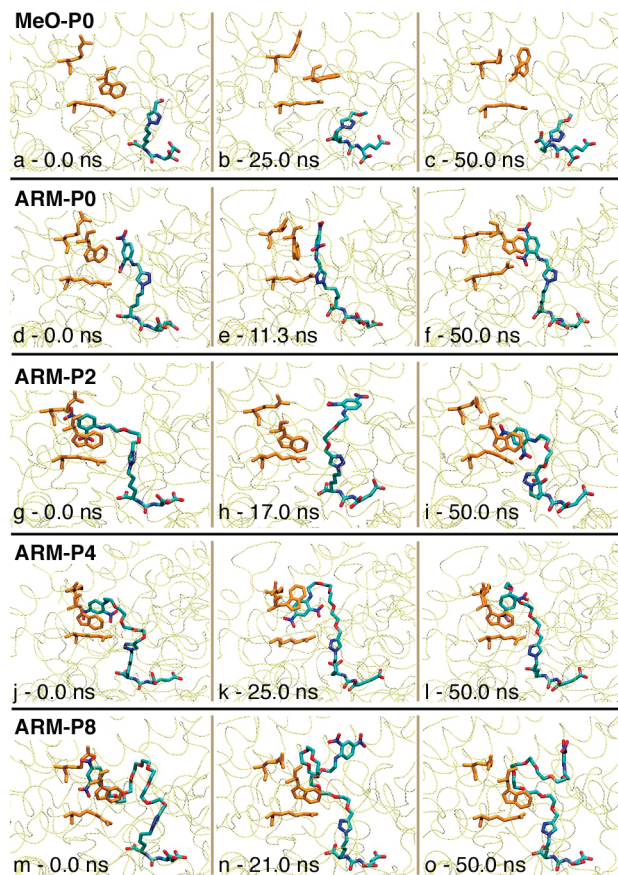 MeO-P0
a - 0.0 ns
b - 25.0 ns
c - 50.0 ns
ARM-P0
d - 0.0 ns
e - 11.3 ns
f - 50.0 ns
ARM-P2
g - 0.0 ns
h - 17.0 ns
i - 50.0 ns
ARM-P4
j - 0.0 ns
k - 25.0 ns
l - 50.0 ns
ARM-P8
m - 0.0 ns
n - 21.0 ns
o - 50.0 ns